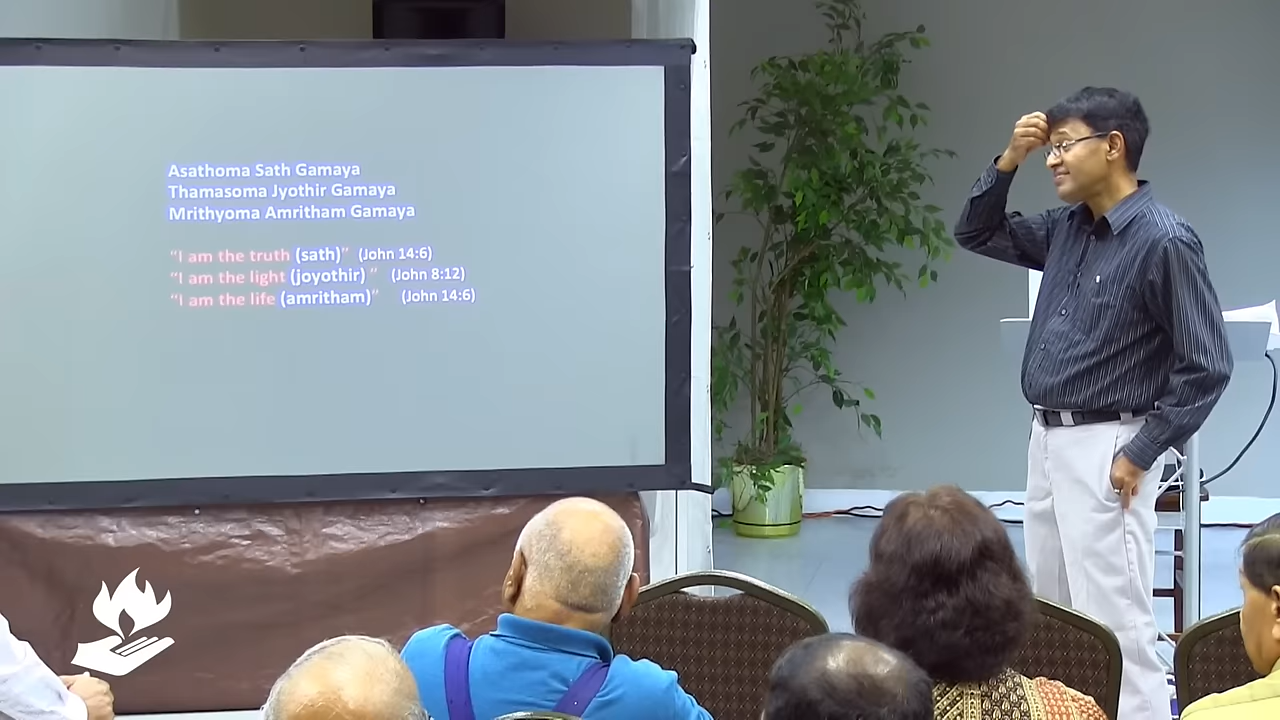 Asathoma Sath Gamaya
Thamasoma Jyothir Gamaya
Mrithyoma Amritham Gamaya
“I am the truth (sath)” (John 14:6)
“I am the light (joyothir) ” (John 8:12)
“I am the life (amritham)” (John 14:6)